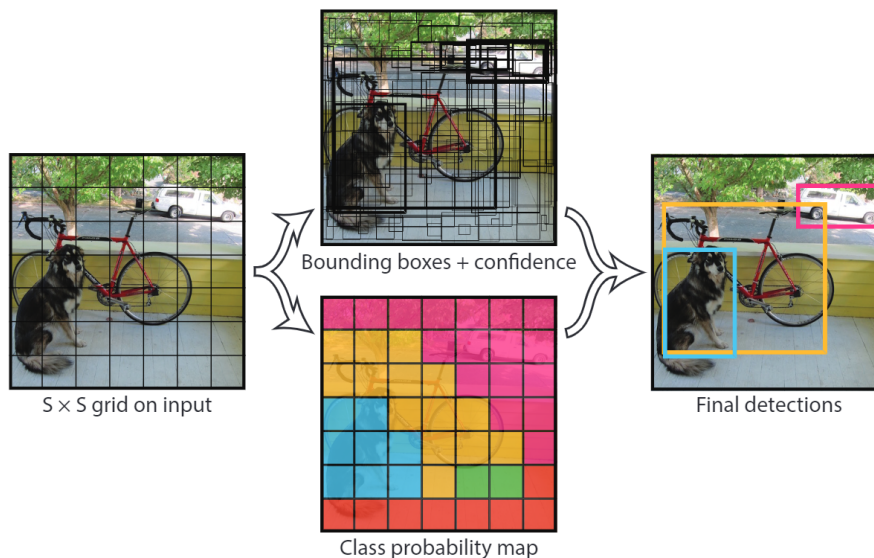 S × S grid on input
Bounding boxes + confidence
Class probability map
Final detections